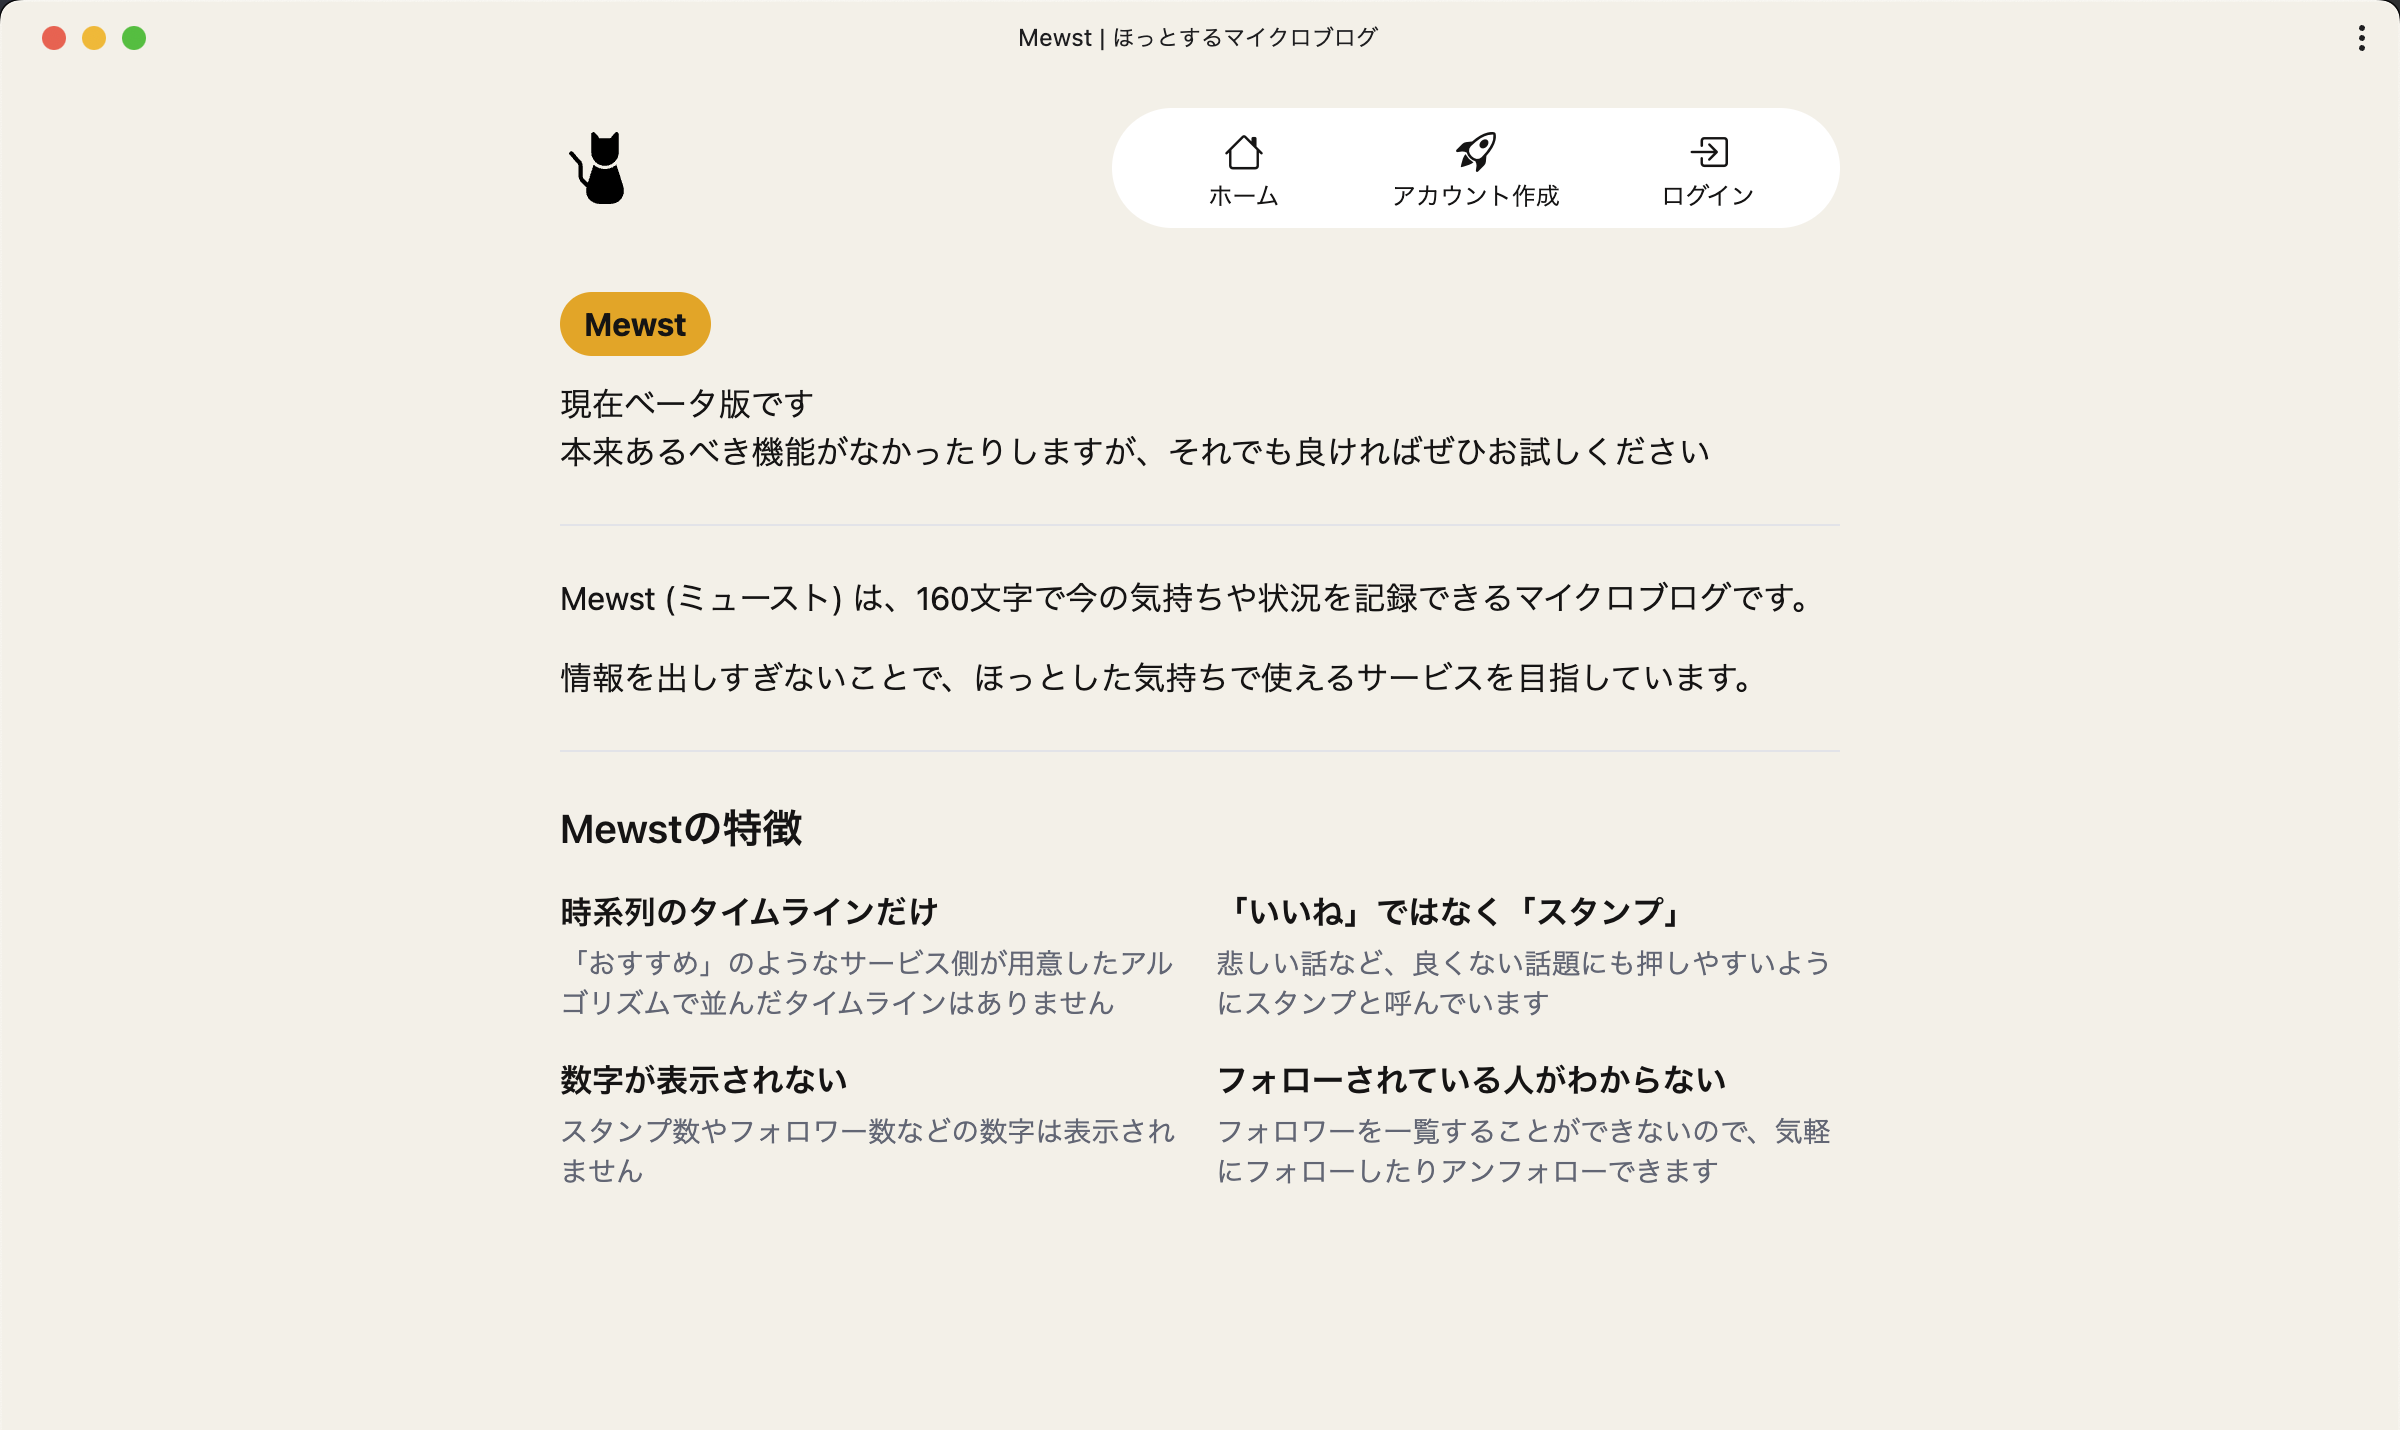 Mewst | ほっとするマイクロブログ
ホーム
アカウント作成
ログイン
Mewst
現在ベータ版です
本来あるべき機能がなかったりしますが、それでも良ければぜひお試しください
Mewst (ミュースト) は、160文字で今の気持ちや状況を記録できるマイクロブログです。
情報を出しすぎないことで、ほっとした気持ちで使えるサービスを目指しています。
Mewstの特徴
時系列のタイムラインだけ
「おすすめ」のようなサービス側が用意したアル
ゴリズムで並んだタイムラインはありません
「いいね」ではなく「スタンプ」
悲しい話など、良くない話題にも押しやすいよう
にスタンプと呼んでいます
数字が表示されない
スタンプ数やフォロワー数などの数字は表示され
ません
フォローされている人がわからない
フォロワーを一覧することができないので、気軽
にフォローしたりアンフォローできます